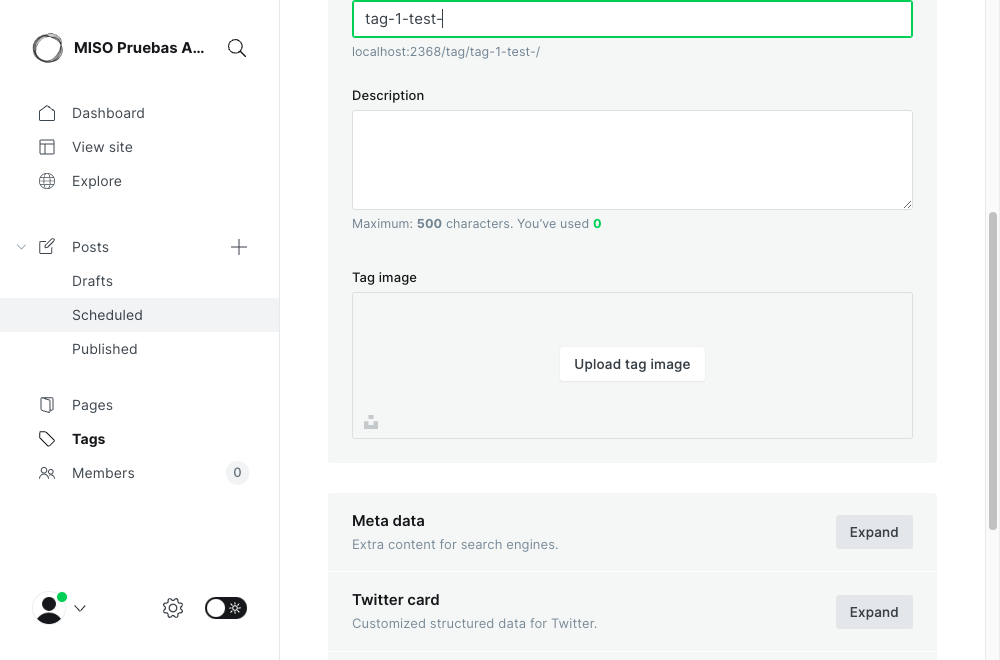 MISO Pruebas A...
Dashboard
View site
Explore
Posts
Drafts
Scheduled
Published
Pages
Tags
Members
0
tag-1-test-
localhost:2368/tag/tag-1-test-/
Description
Maximum: 500 characters. You’ve used 0
Tag image
Upload tag image
Meta data
Extra content for search engines.
Expand
Twitter card
Customized structured data for Twitter.
Expand